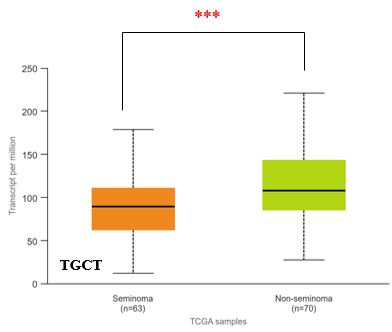 ***
250
200
150
100
50
0
Transcript per million
TGCT
Seminoma
(n=63)
Non-seminoma
(n=70)
TCGA samples